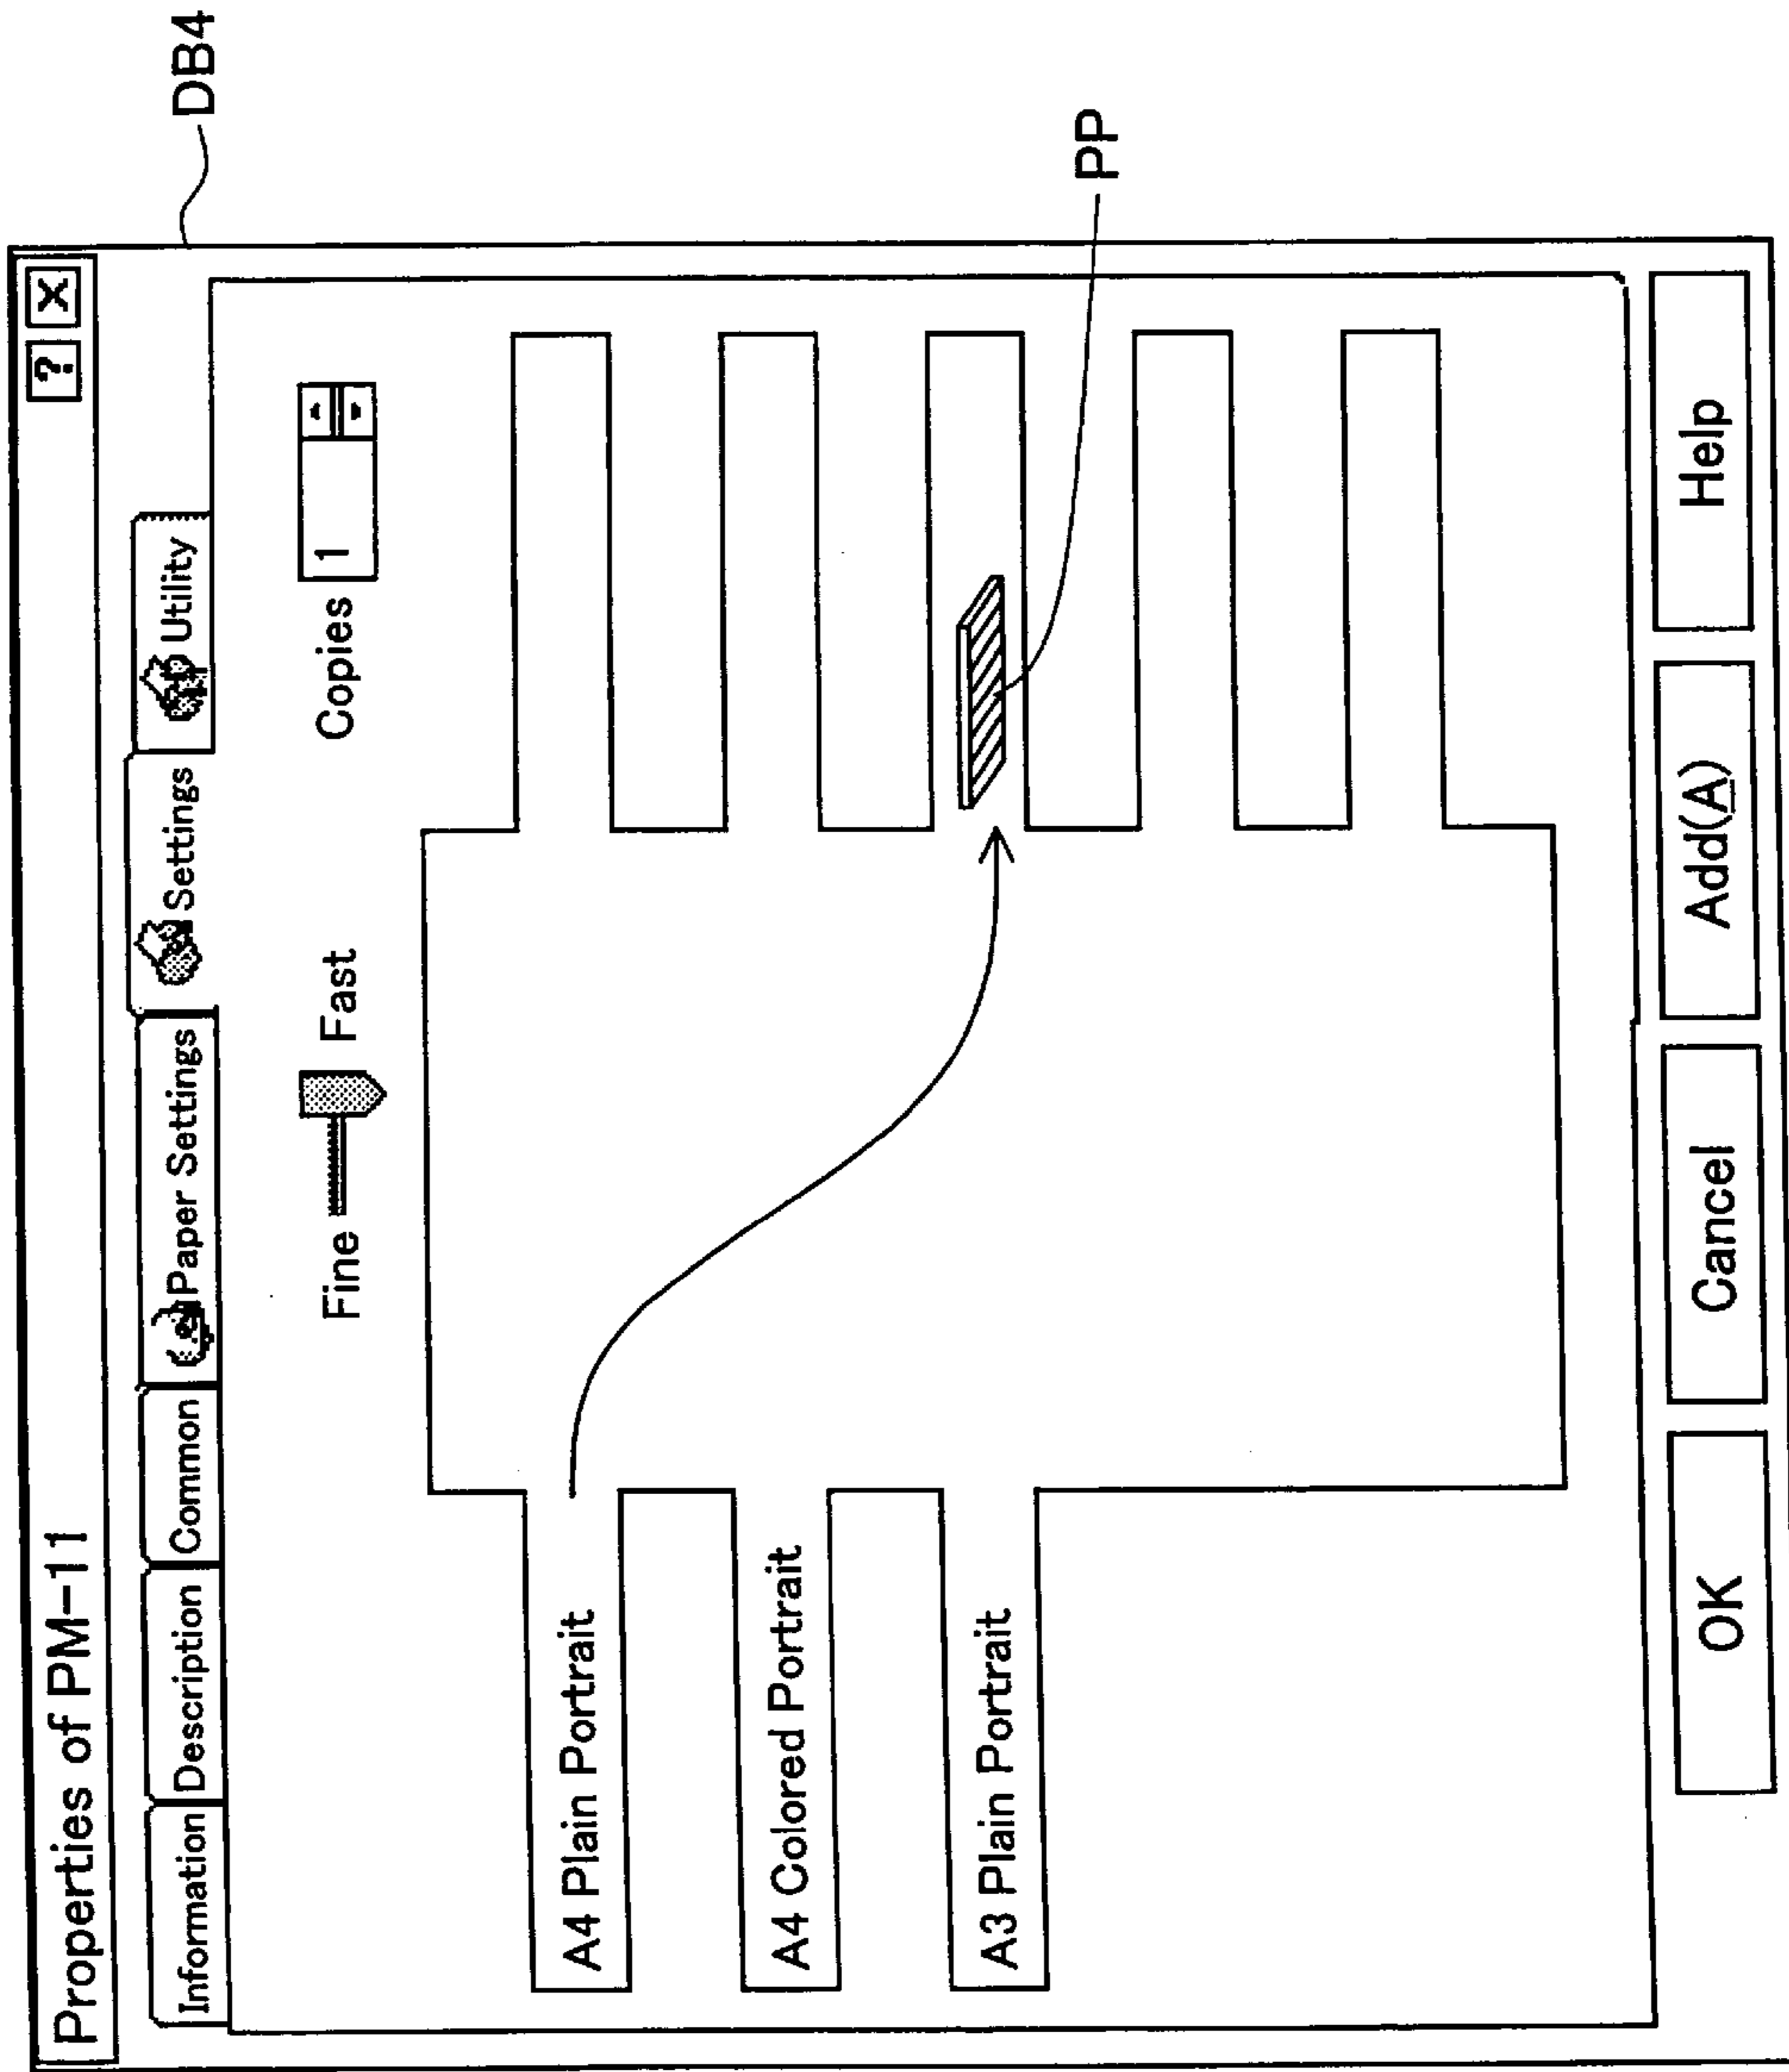 Properties of PM-11
? X
DB4
Information Description Common Paper Settings Settings Utility
Fine Fast Copies 1
A4 Plain Portrait
A4 Colored Portrait
A3 Plain Portrait
PP
OK Cancel Add(A) Help